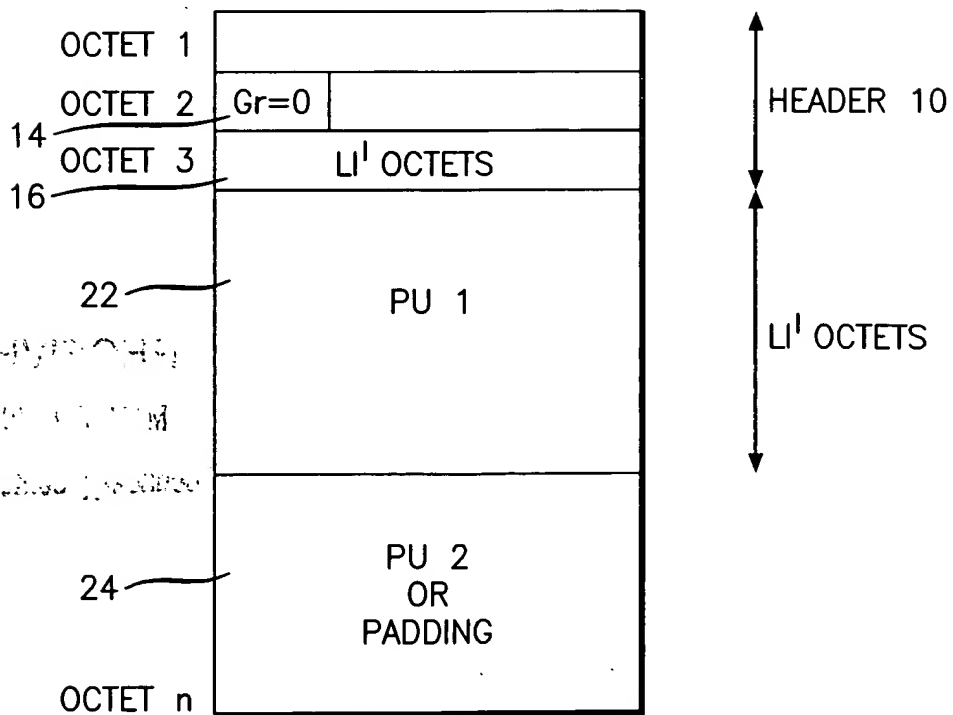 OCTET 1
OCTET 2 Gr=0 HEADER 10
14
OCTET 3 LI' OCTETS
16
22 PU 1
LI' OCTETS
24 PU 2
OR
PADDING
OCTET n